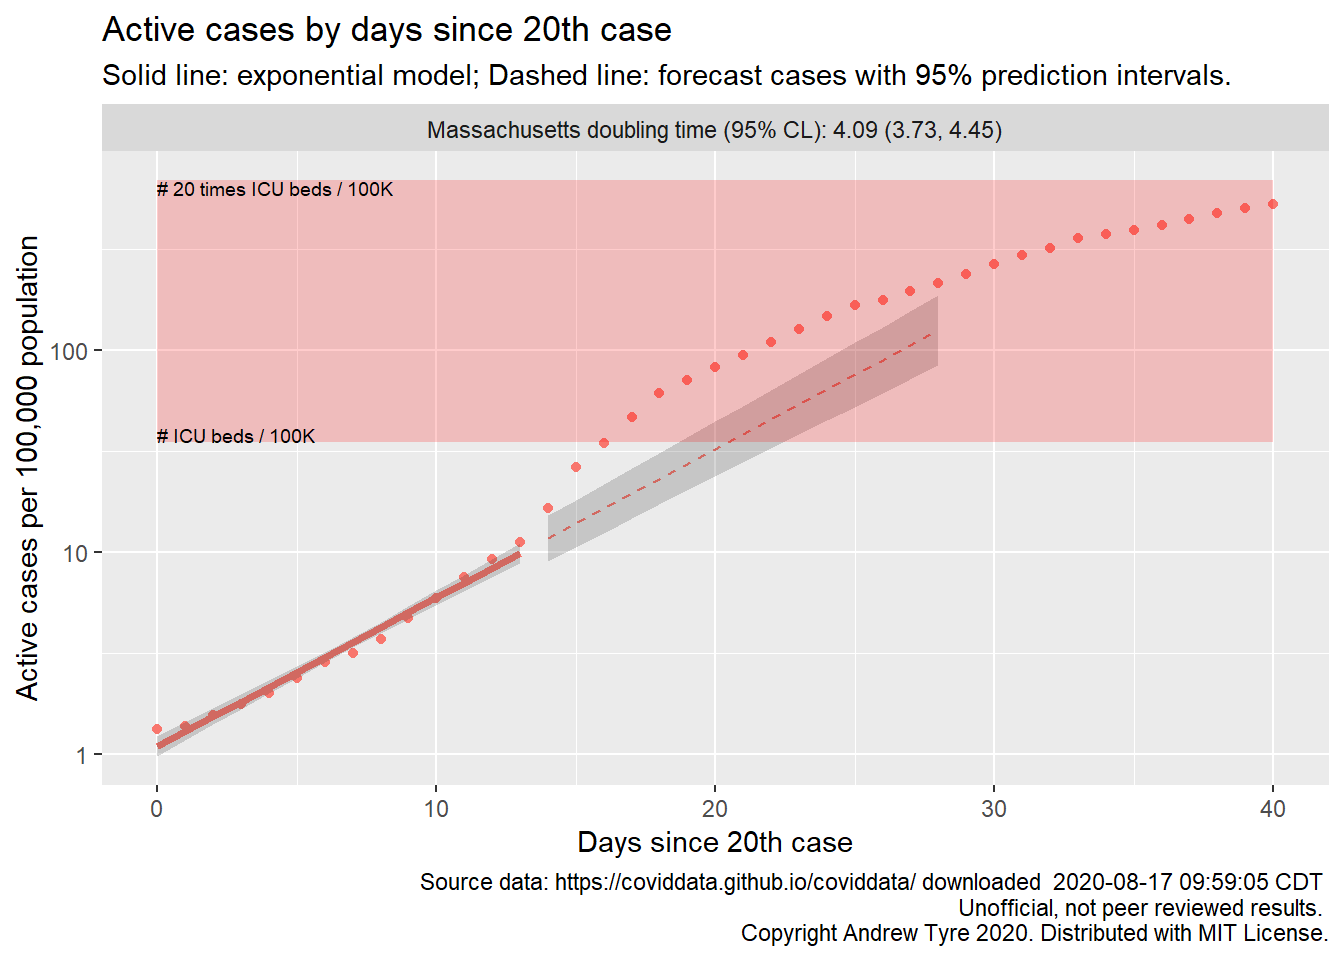 Active cases by days since 20th case
Solid line: exponential model; Dashed line: forecast cases with 95% prediction intervals.
Massachusetts doubling time (95% CL): 4.09 (3.73, 4.45)
# 20 times ICU beds / 100K
# ICU beds / 100K
Active cases per 100,000 population
100
10
1
0 10 20 30 40
Days since 20th case
Source data: https://coviddata.github.io/coviddata/ downloaded  2020-08-17 09:59:05 CDT
Unofficial, not peer reviewed results.
Copyright Andrew Tyre 2020. Distributed with MIT License.